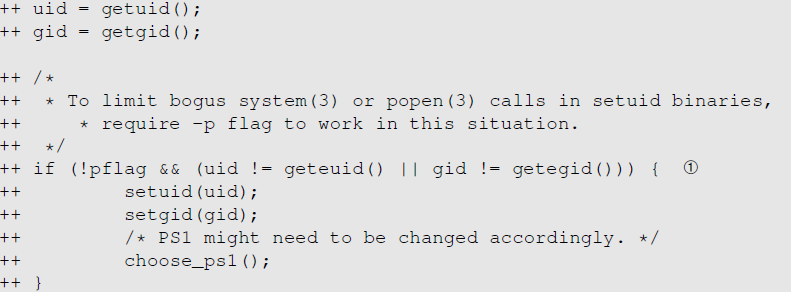 ++ uid = getuid();
++ gid = getgid();
++ /*
++  * To limit bogus system(3) or popen(3) calls in setuid binaries,
++     * require -p flag to work in this situation.
++  */
++ if (!pflag && (uid != geteuid() || gid != getegid())) {  ①
++         setuid(uid);
++         setgid(gid);
++         /* PS1 might need to be changed accordingly. */
++         choose_ps1();
++ }